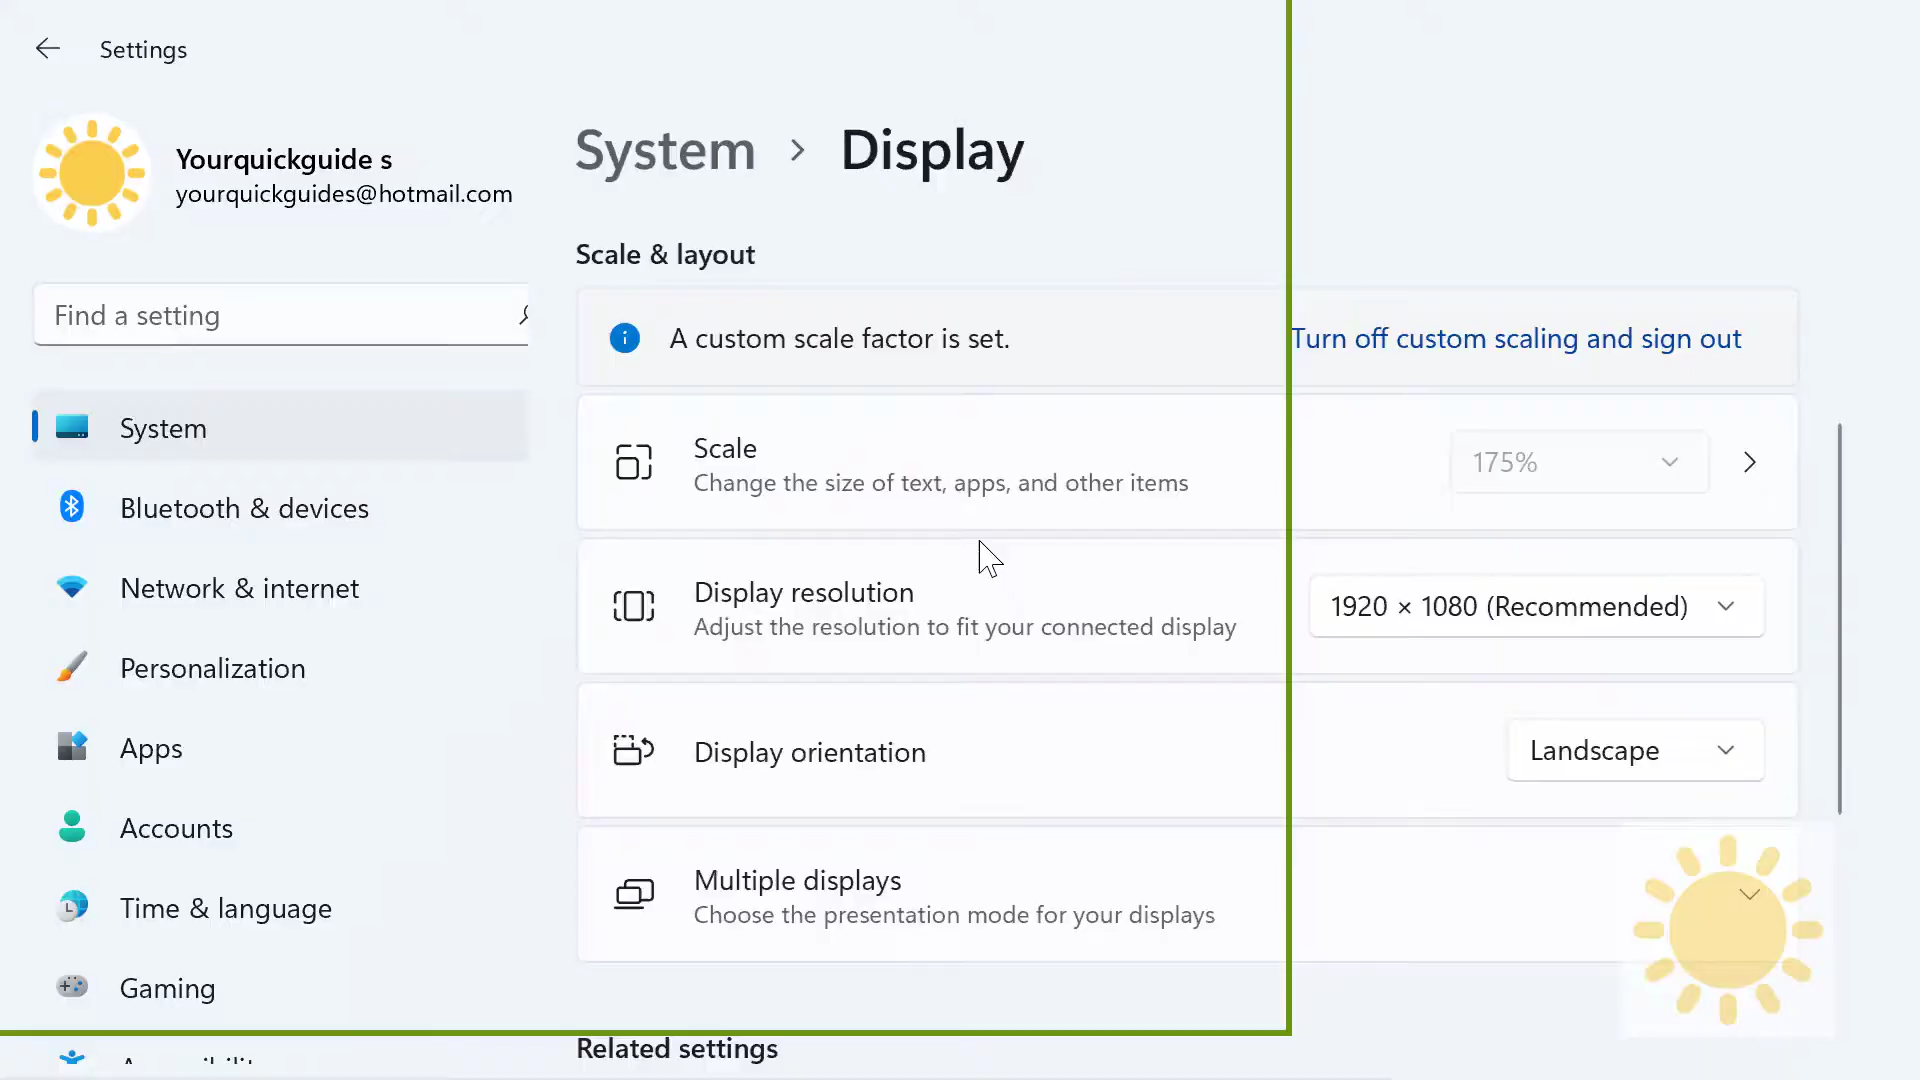 Settings
Yourquickguide s
yourquickguides@hotmail.com
Find a setting
System
Bluetooth & devices
Network & internet
Personalization
Apps
Accounts
Time & language
Gaming
System > Display
Scale & layout
A custom scale factor is set.
Turn off custom scaling and sign out
Scale
Change the size of text, apps, and other items
175%
Display resolution
Adjust the resolution to fit your connected display
1920 × 1080 (Recommended)
Display orientation
Landscape
Multiple displays
Choose the presentation mode for your displays
Related settings